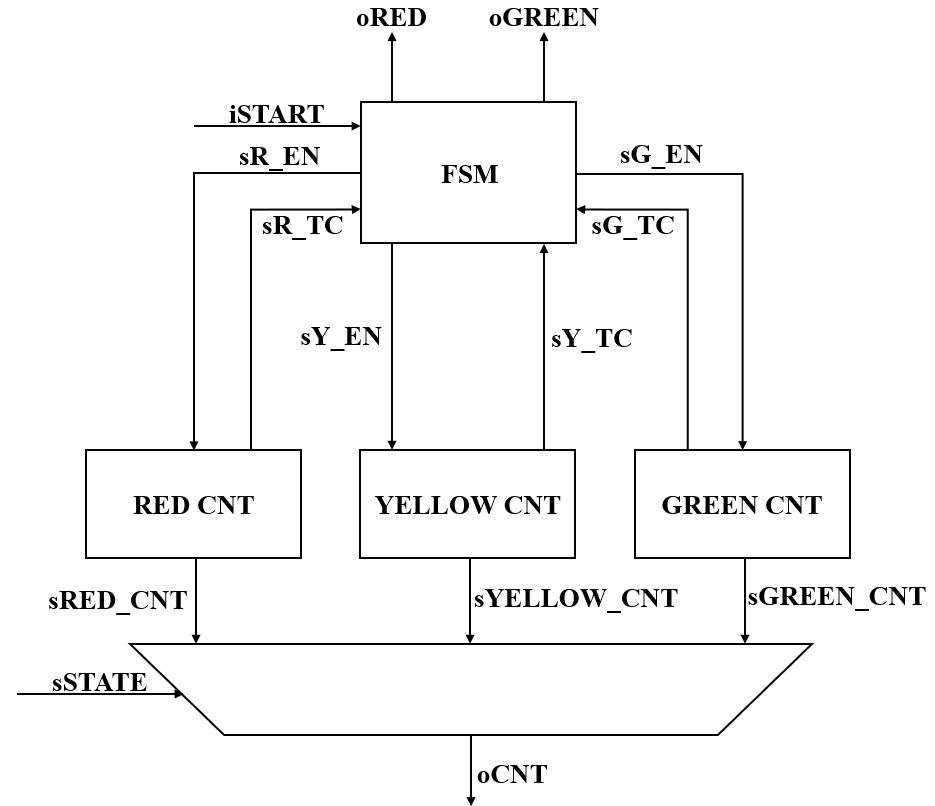 oRED
oGREEN
iSTART
sR_EN
FSM
sG_EN
sR_TC
sG_TC
sY_EN
sY_TC
RED CNT
YELLOW CNT
GREEN CNT
sRED_CNT
sYELLOW_CNT
sGREEN_CNT
sSTATE
oCNT